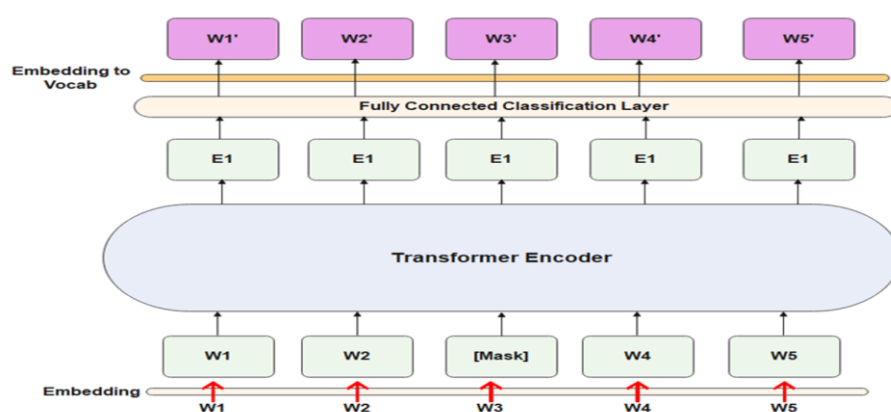 W1' W2' W3' W4' W5'
Embedding to
Vocab
Fully Connected Classification Layer
E1 E1 E1 E1 E1
Transformer Encoder
W1 W2 [Mask] W4 W5
Embedding
W1 W2 W3 W4 W5